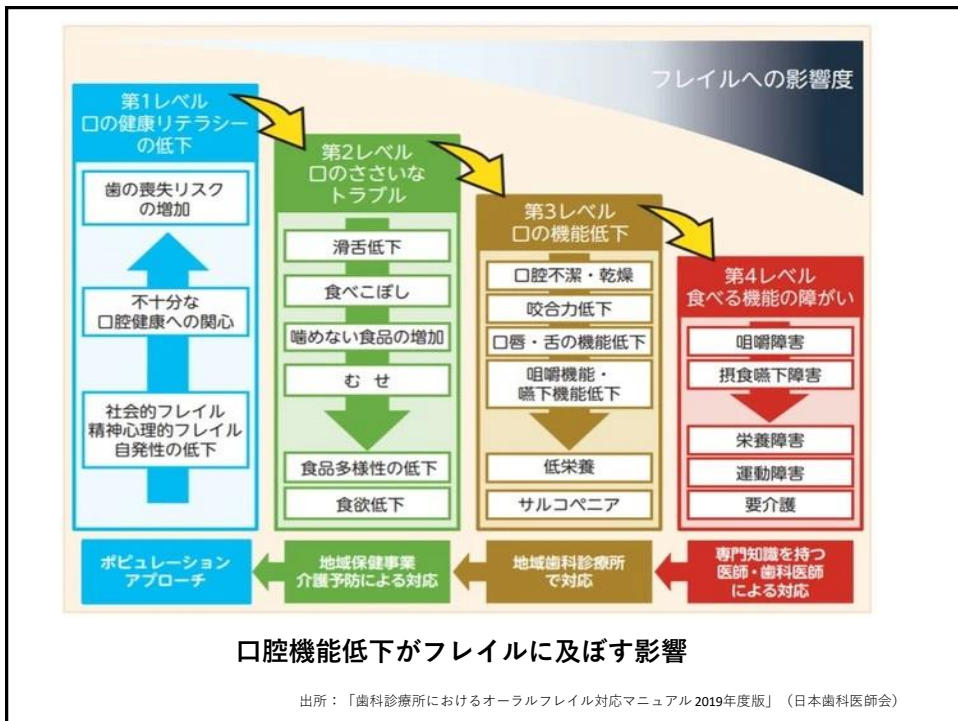 フレイルへの影響度
第1レベル
口の健康リテラシー
の低下
歯の喪失リスク
の増加
不十分な
口腔健康への関心
社会的フレイル
精神心理的フレイル
自発性の低下
ポピュレーション
アプローチ
第2レベル
口のささいな
トラブル
滑舌低下
食べこぼし
噛めない食品の増加
むせ
食品多様性の低下
食欲低下
地域保健事業
介護予防による対応
第3レベル
口の機能低下
口腔不潔・乾燥
咬合力低下
口唇・舌の機能低下
咀嚼機能・
嚥下機能低下
低栄養
サルコペニア
地域歯科診療所
で対応
第4レベル
食べる機能の障がい
咀嚼障害
摂食嚥下障害
栄養障害
運動障害
要介護
専門知識を持つ
医師・歯科医師
による対応
口腔機能低下がフレイルに及ぼす影響
出所：「歯科診療所におけるオーラルフレイル対応マニュアル2019年度版」（日本歯科医師会）